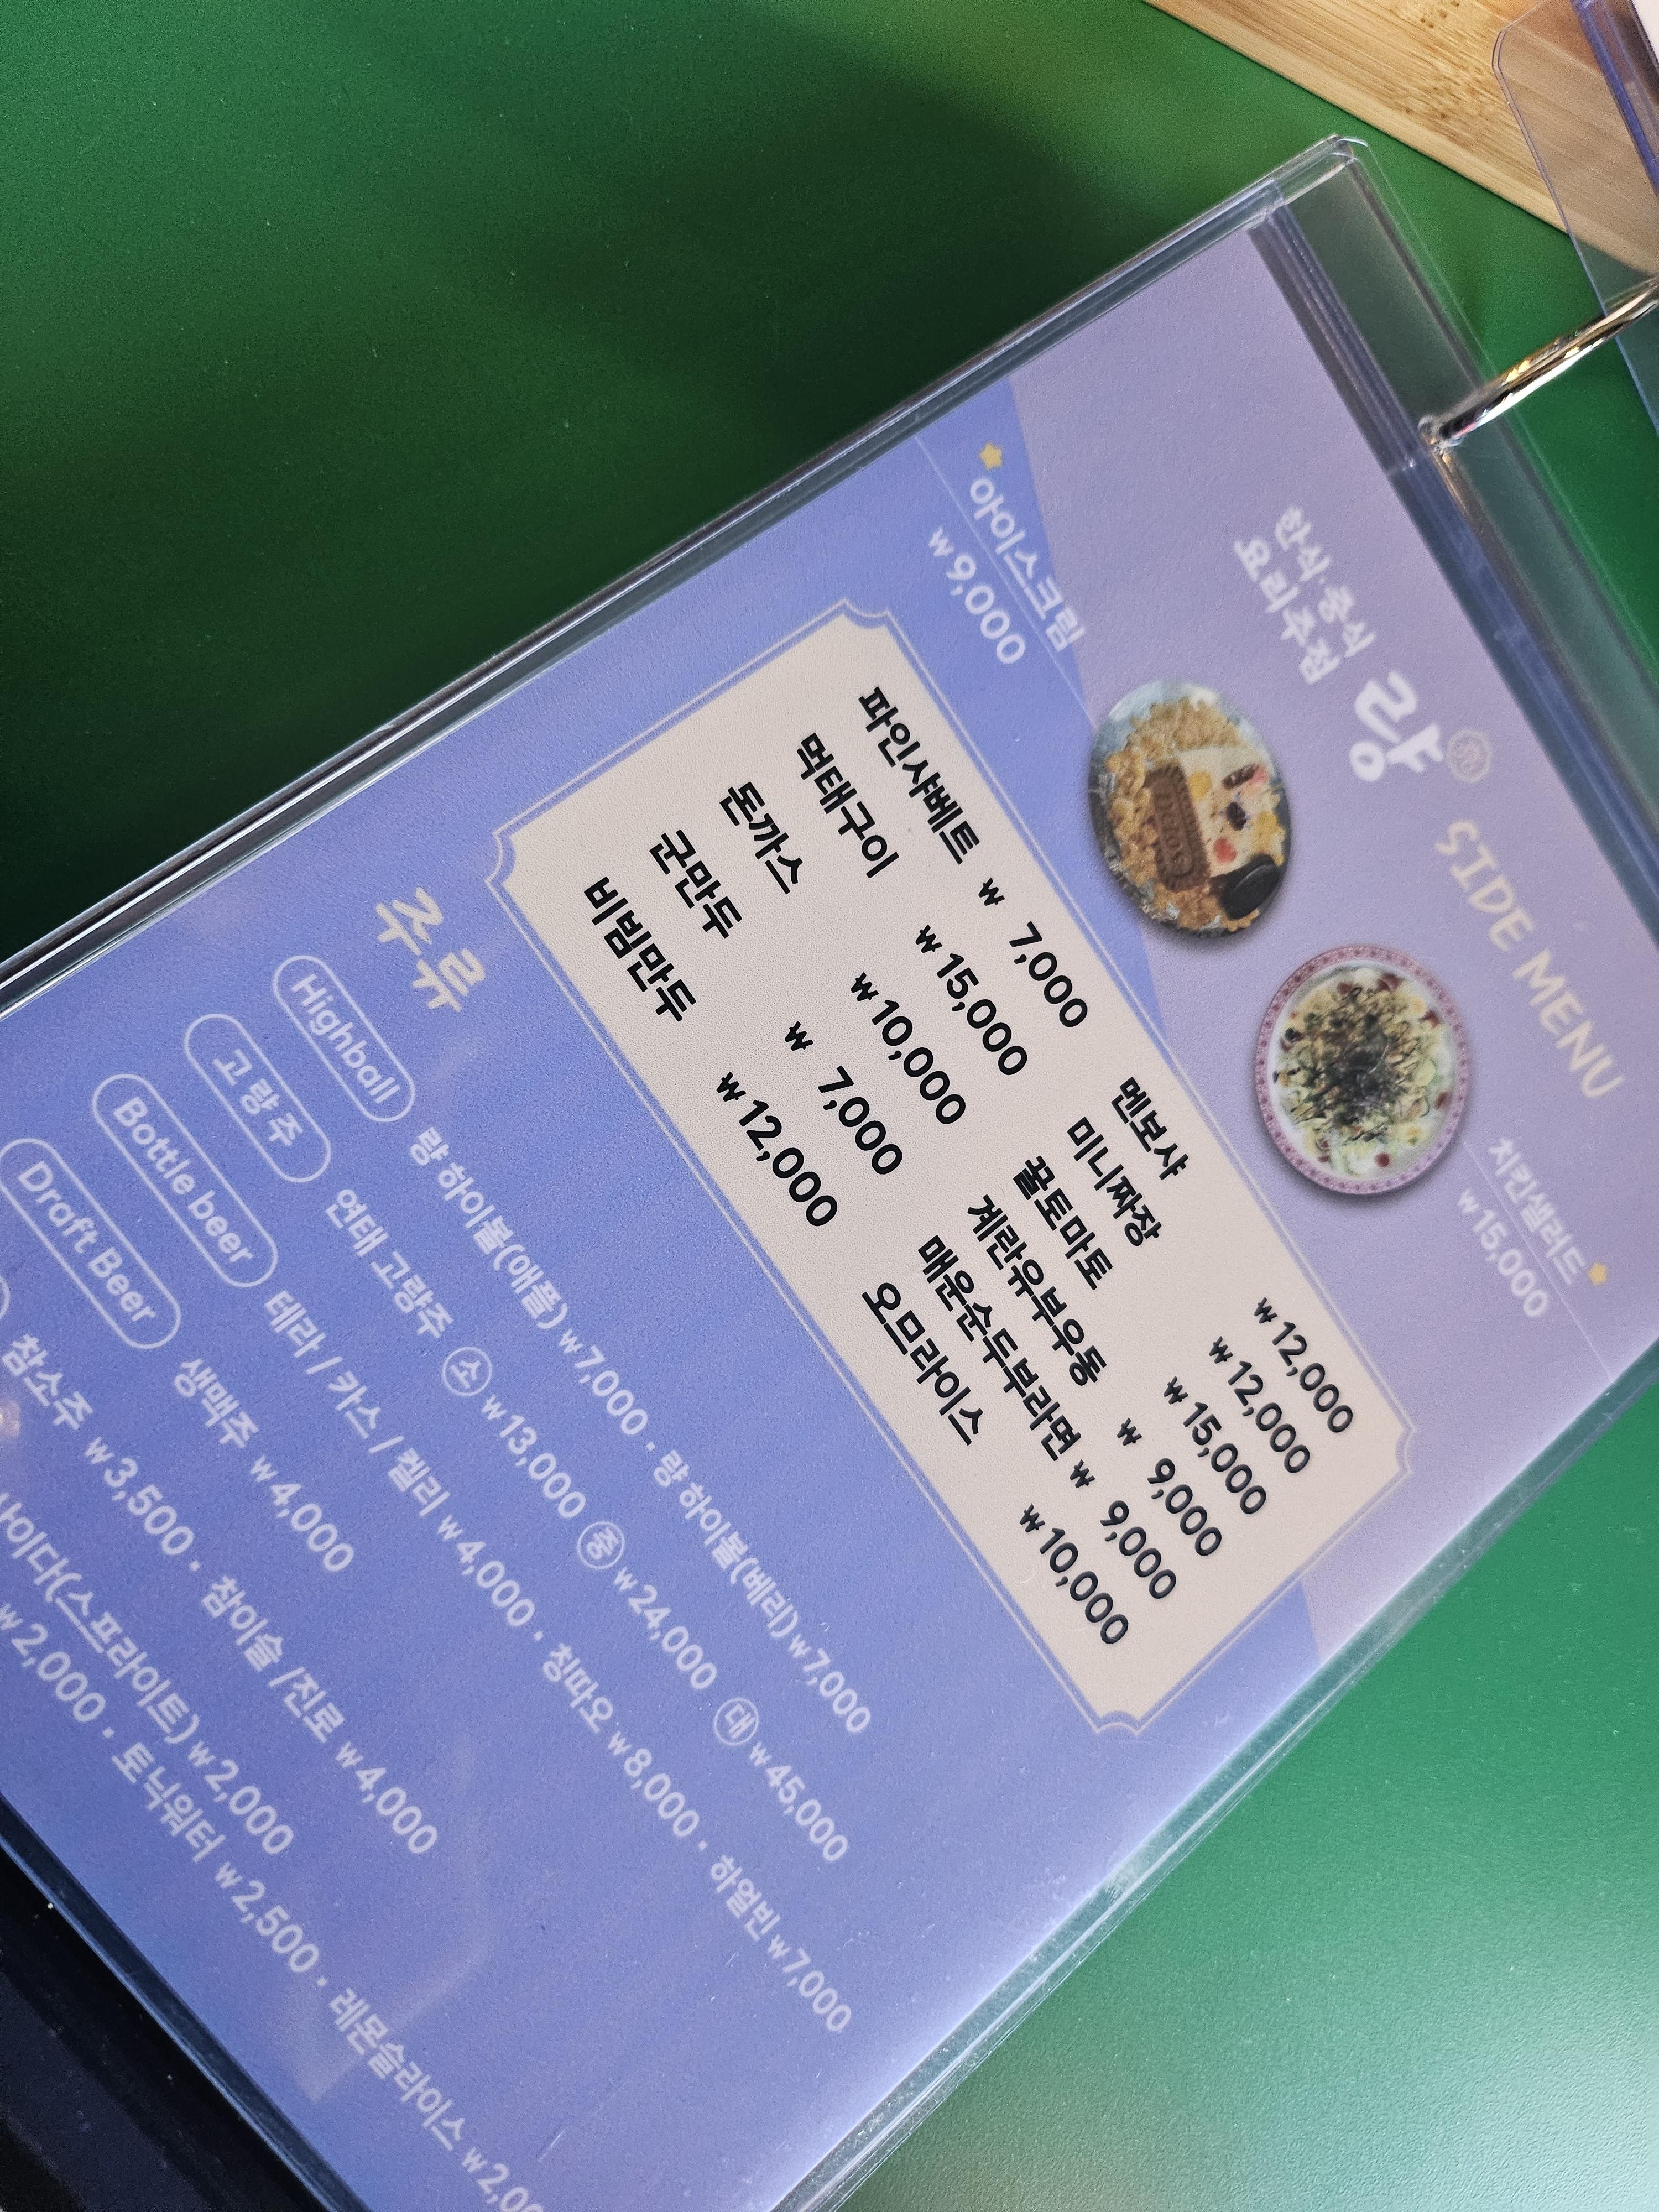 한식·중식
요리주점
량
SIDE MENU
아이스크림
₩9,000
치킨샐러드
₩15,000
파인샤베트 ₩ 7,000
먹태구이 ₩15,000
돈까스 ₩10,000
군만두 ₩ 7,000
비빔만두 ₩12,000
멘보샤 ₩12,000
미니짜장 ₩12,000
꿀토마토 ₩15,000
계란유부우동 ₩ 9,000
매운순두부라면 ₩ 9,000
오므라이스 ₩10,000
주류
Highball 량 하이볼(애플) ₩7,000 · 량 하이볼(베리) ₩7,000
고량주 연태 고량주 소 ₩13,000 중 ₩24,000 대 ₩45,000
Bottle beer 테라 / 카스 / 켈리 ₩4,000 · 칭따오 ₩8,000 · 하얼빈 ₩7,000
Draft Beer 생맥주 ₩4,000
참소주 ₩3,500 · 참이슬 /진로 ₩4,000
사이다(스프라이트) ₩2,000
₩2,000 · 토닉워터 ₩2,500 · 레몬슬라이스